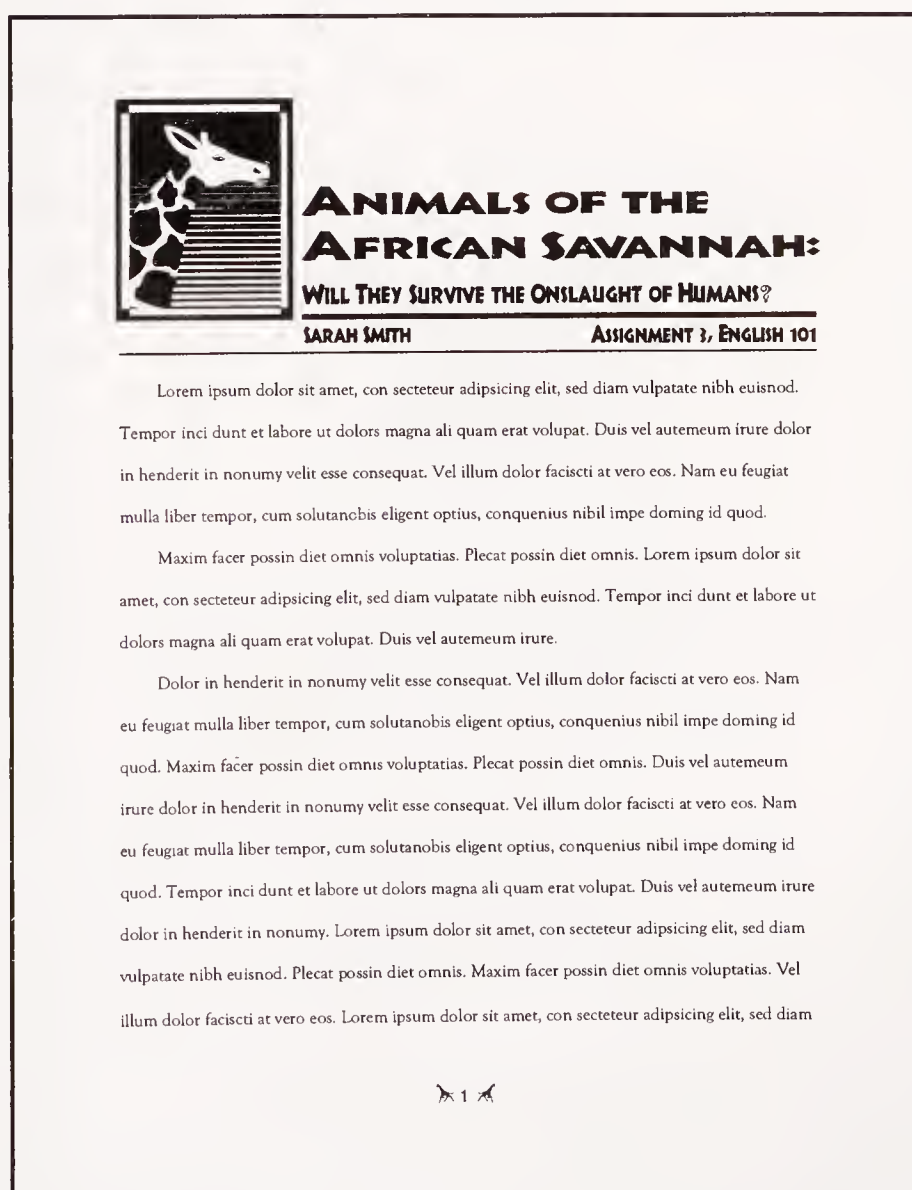 ANIMALS OF THE
AFRICAN SAVANNAH:
WILL THEY SURVIVE THE ONSLAUGHT OF HUMANS?
SARAH SMITH ASSIGNMENT 3, ENGLISH 101
Lorem ipsum dolor sit amet, con secteteur adipsicing elit, sed diam vulpatate nibh euisnod.
Tempor inci dunt et labore ut dolors magna ali quam erat volupat. Duis vel autemeum irure dolor
in henderit in nonumy velit esse consequat. Vel illum dolor faciscti at vero eos. Nam eu feugiat
mulla liber tempor, cum solutanobis eligent optius, conquenius nibil impe doming id quod.
Maxim facer possin diet omnis voluptatias. Plecat possin diet omnis. Lorem ipsum dolor sit
amet, con secteteur adipsicing elit, sed diam vulpatate nibh euisnod. Tempor inci dunt et labore ut
dolors magna ali quam erat volupat. Duis vel autemeum irure.
Dolor in henderit in nonumy velit esse consequat. Vel illum dolor faciscti at vero eos. Nam
eu feugiat mulla liber tempor, cum solutanobis eligent optius, conquenius nibil impe doming id
quod. Maxim facer possin diet omnis voluptatias. Plecat possin diet omnis. Duis vel autemeum
irure dolor in henderit in nonumy velit esse consequat. Vel illum dolor faciscti at vero eos. Nam
eu feugiat mulla liber tempor, cum solutanobis eligent optius, conquenius nibil impe doming id
quod. Tempor inci dunt et labore ut dolors magna ali quam erat volupat. Duis vel autemeum irure
dolor in henderit in nonumy. Lorem ipsum dolor sit amet, con secteteur adipsicing elit, sed diam
vulpatate nibh euisnod. Plecat possin diet omnis. Maxim facer possin diet omnis voluptatias. Vel
illum dolor faciscti at vero eos. Lorem ipsum dolor sit amet, con secteteur adipsicing elit, sed diam
1